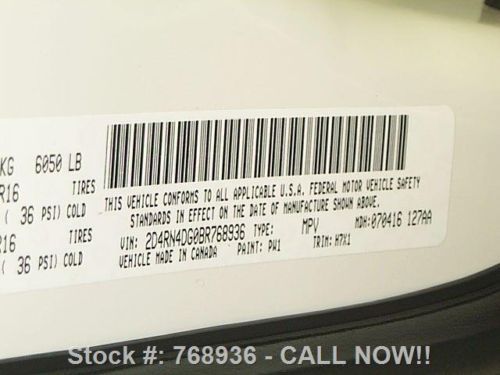 KG 6050 LB
R16 TIRES
( 36 PSI) COLD
R16 TIRES
( 36 PSI) COLD
THIS VEHICLE CONFORMS TO ALL APPLICABLE U.S.A. FEDERAL MOTOR VEHICLE SAFETY
STANDARDS IN EFFECT ON THE DATE OF MANUFACTURE SHOWN ABOVE.
VIN: 2D4RN4DG0BR768936 TYPE: MPV MDH: 070416 127AA
VEHICLE MADE IN CANADA PAINT: PW1 TRIM: H7X1
Stock #: 768936 - CALL NOW!!